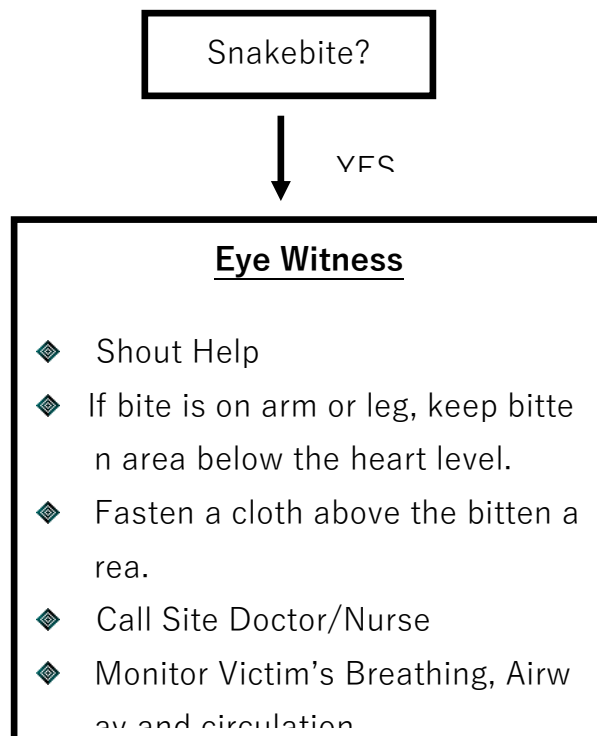 Snakebite?
YES
Eye Witness
Shout Help
If bite is on arm or leg, keep bitte
n area below the heart level.
Fasten a cloth above the bitten a
rea.
Call Site Doctor/Nurse
Monitor Victim's Breathing, Airw
ay and circulation